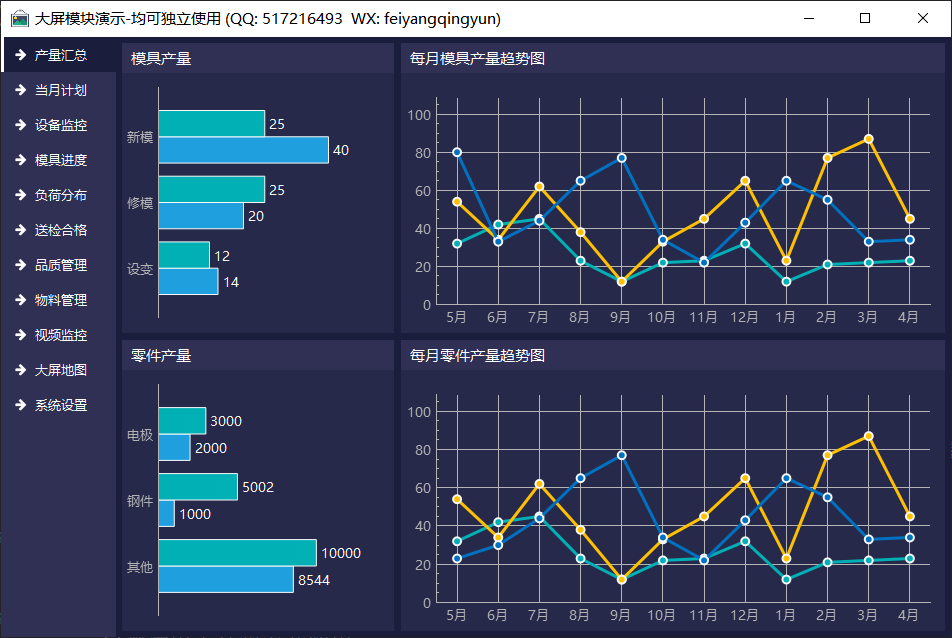 大屏模块演示-均可独立使用 (QQ: 517216493  WX: feiyangqingyun)
产量汇总
当月计划
设备监控
模具进度
负荷分布
送检合格
品质管理
物料管理
视频监控
大屏地图
系统设置
模具产量
新模
25
40
修模
25
20
设变
12
14
每月模具产量趋势图
100
80
60
40
20
0
5月 6月 7月 8月 9月 10月 11月 12月 1月 2月 3月 4月
零件产量
电极
3000
2000
钢件
5002
1000
其他
10000
8544
每月零件产量趋势图
100
80
60
40
20
0
5月 6月 7月 8月 9月 10月 11月 12月 1月 2月 3月 4月